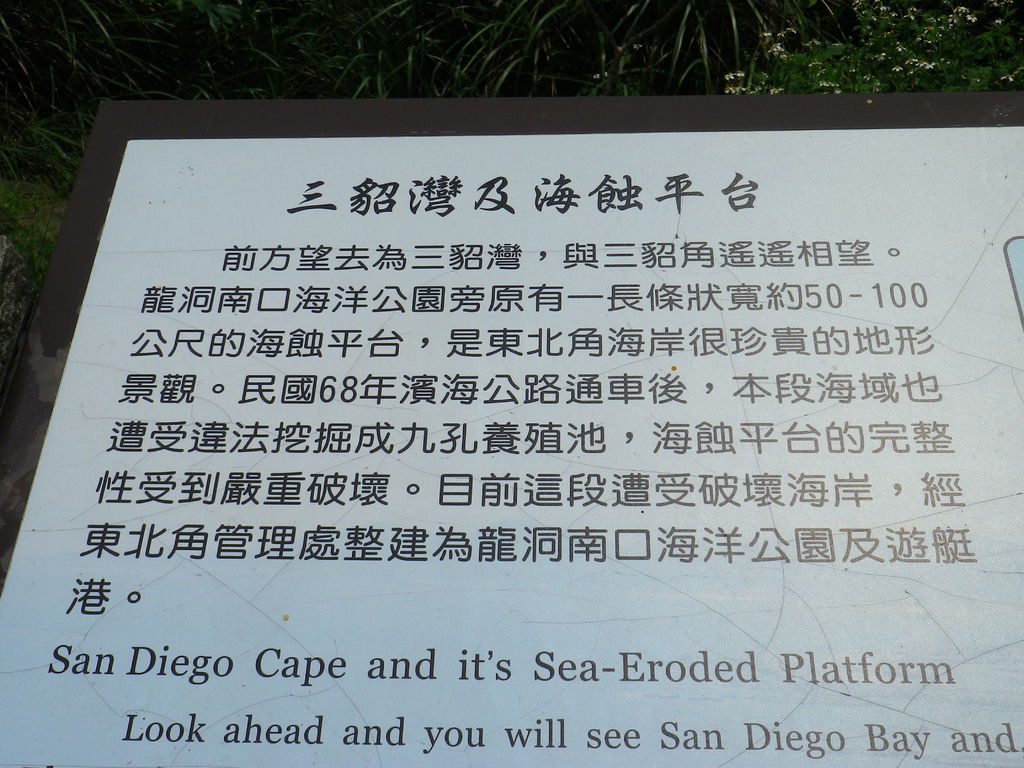 三貂灣及海蝕平台
前方望去為三貂灣，與三貂角遙遙相望。
龍洞南口海洋公園旁原有一長條狀寬約50-100
公尺的海蝕平台，是東北角海岸很珍貴的地形
景觀。民國68年濱海公路通車後，本段海域也
遭受違法挖掘成九孔養殖池，海蝕平台的完整
性受到嚴重破壞。目前這段遭受破壞海岸，經
東北角管理處整建為龍洞南口海洋公園及遊艇
港。
San Diego Cape and it's Sea-Eroded Platform
Look ahead and you will see San Diego Bay and